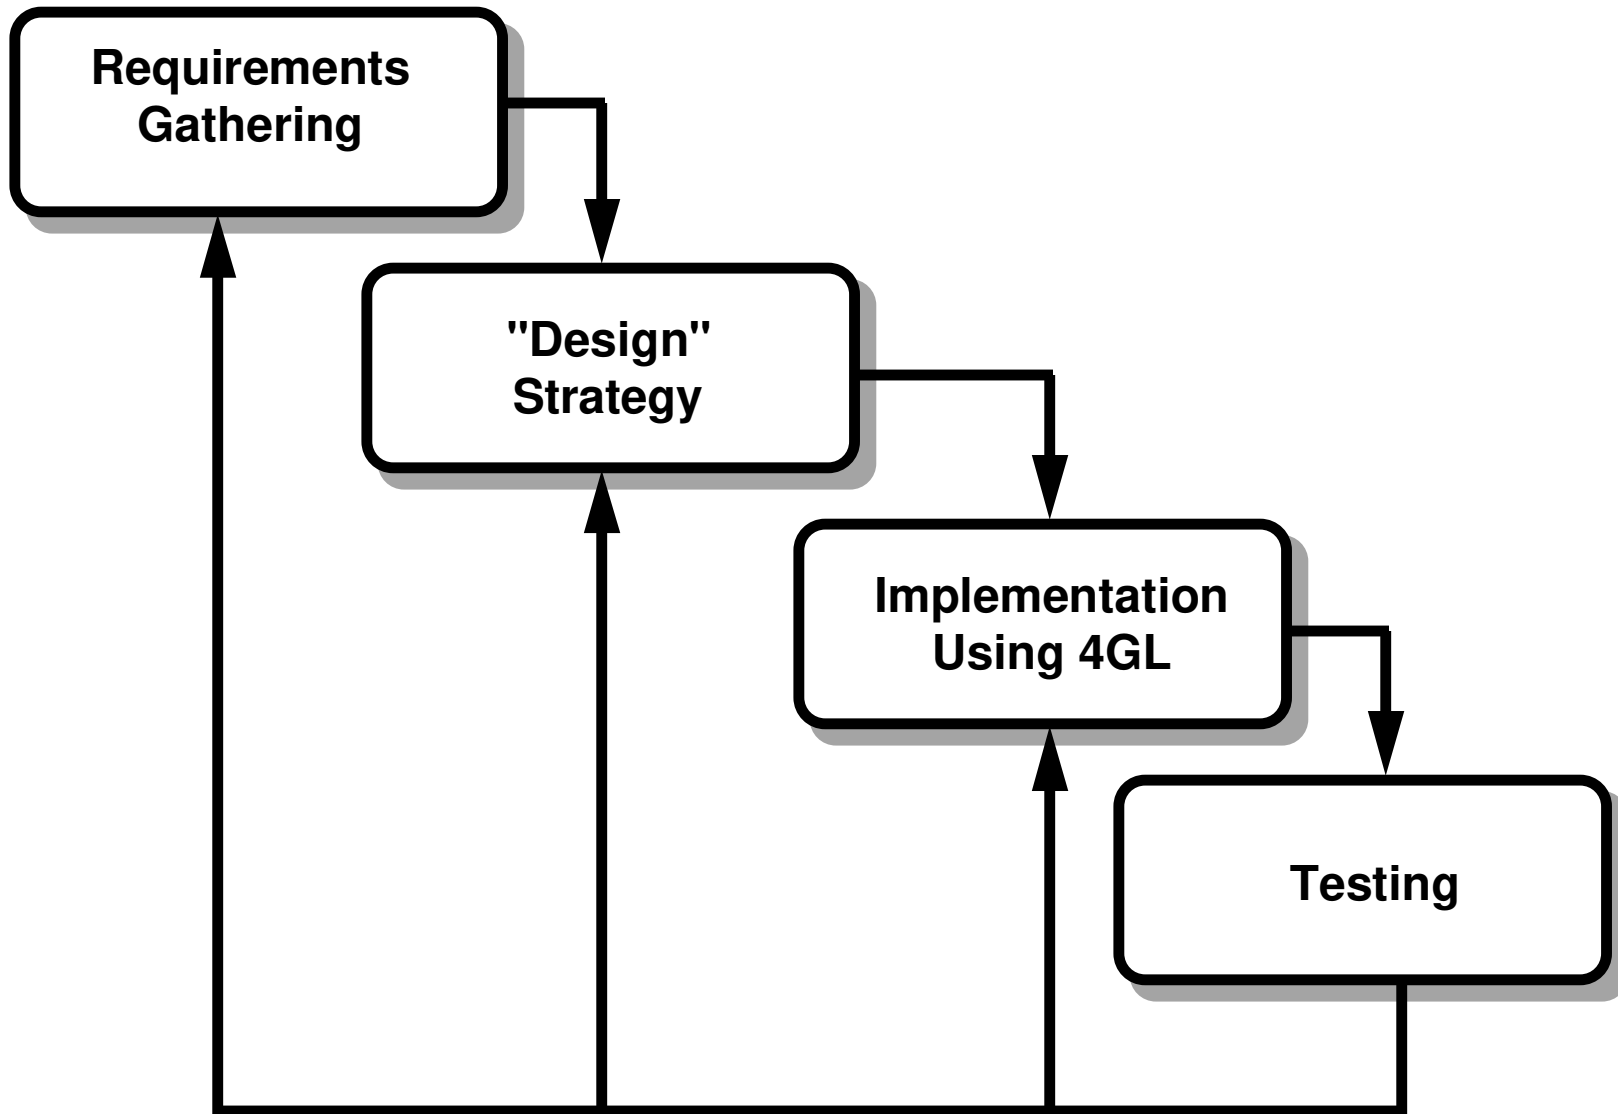 Requirements
Gathering
"Design"
Strategy
Implementation
Using 4GL
Testing